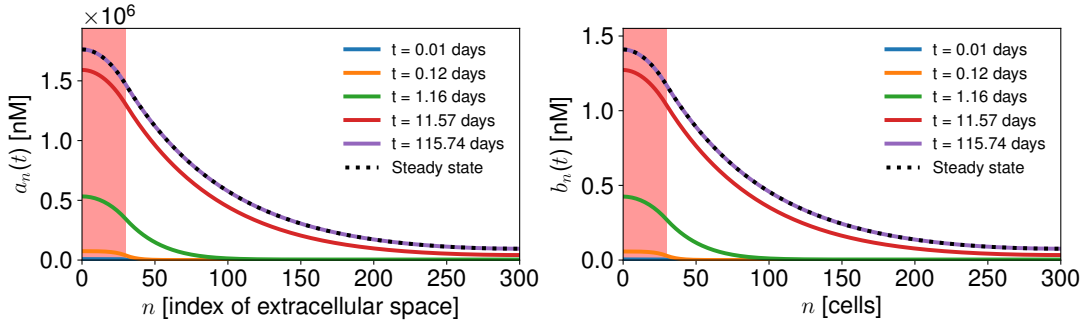 ×10⁶
1.5
1.0
0.5
0.0
a_n(t) [nM]
0
50
100
150
200
250
300
n [index of extracellular space]
t = 0.01 days
t = 0.12 days
t = 1.16 days
t = 11.57 days
t = 115.74 days
Steady state
1.5
1.0
0.5
0.0
b_n(t) [nM]
0
50
100
150
200
250
300
n [cells]
t = 0.01 days
t = 0.12 days
t = 1.16 days
t = 11.57 days
t = 115.74 days
Steady state